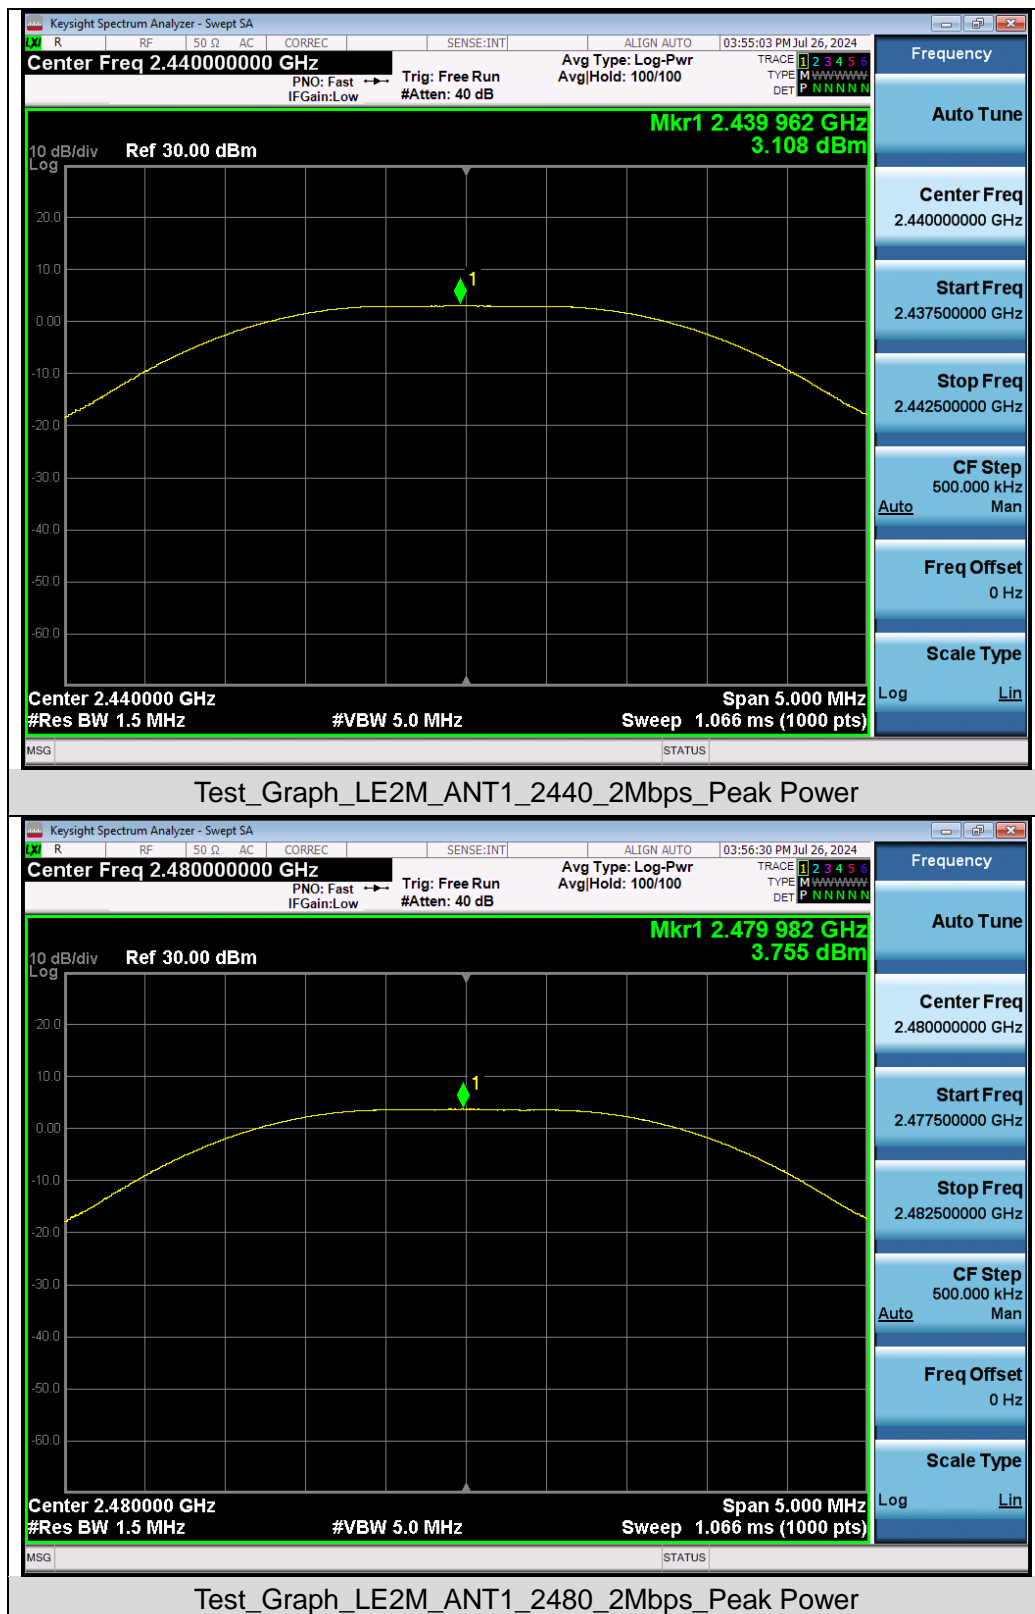 Keysight Spectrum Analyzer - Swept SA
LXI R RF 50 Ω AC CORREC SENSE:INT ALIGN AUTO 03:55:03 PM Jul 26, 2024
Center Freq 2.440000000 GHz
PNO: Fast
IFGain:Low
Trig: Free Run
#Atten: 40 dB
Avg Type: Log-Pwr
Avg|Hold: 100/100
TRACE 1 2 3 4 5 6
TYPE M WWWWW
DET P N N N N N
Mkr1 2.439 962 GHz
3.108 dBm
10 dB/div Ref 30.00 dBm
Log
20.0
10.0
1
0.00
-10.0
-20.0
-30.0
-40.0
-50.0
-60.0
Center 2.440000 GHz Span 5.000 MHz
#Res BW 1.5 MHz #VBW 5.0 MHz Sweep 1.066 ms (1000 pts)
MSG STATUS
Frequency
Auto Tune
Center Freq
2.440000000 GHz
Start Freq
2.437500000 GHz
Stop Freq
2.442500000 GHz
CF Step
500.000 kHz
Auto Man
Freq Offset
0 Hz
Scale Type
Log Lin
Test_Graph_LE2M_ANT1_2440_2Mbps_Peak Power
Keysight Spectrum Analyzer - Swept SA
LXI R RF 50 Ω AC CORREC SENSE:INT ALIGN AUTO 03:56:30 PM Jul 26, 2024
Center Freq 2.480000000 GHz
PNO: Fast
IFGain:Low
Trig: Free Run
#Atten: 40 dB
Avg Type: Log-Pwr
Avg|Hold: 100/100
TRACE 1 2 3 4 5 6
TYPE M WWWWW
DET P N N N N N
Mkr1 2.479 982 GHz
3.755 dBm
10 dB/div Ref 30.00 dBm
Log
20.0
10.0
1
0.00
-10.0
-20.0
-30.0
-40.0
-50.0
-60.0
Center 2.480000 GHz Span 5.000 MHz
#Res BW 1.5 MHz #VBW 5.0 MHz Sweep 1.066 ms (1000 pts)
MSG STATUS
Frequency
Auto Tune
Center Freq
2.480000000 GHz
Start Freq
2.477500000 GHz
Stop Freq
2.482500000 GHz
CF Step
500.000 kHz
Auto Man
Freq Offset
0 Hz
Scale Type
Log Lin
Test_Graph_LE2M_ANT1_2480_2Mbps_Peak Power